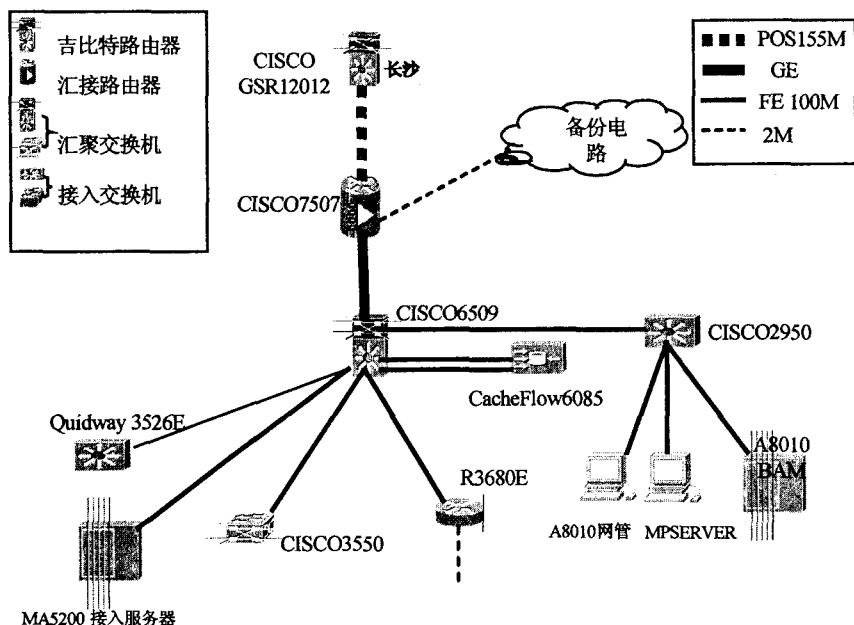 吉比特路由器
汇接路由器
汇聚交换机
接入交换机
CISCO
GSR12012
长沙
POS155M
GE
FE 100M
2M
备份电
路
CISCO7507
CISCO6509
CISCO2950
CacheFlow6085
Quidway 3526E
R3680E
A8010
BAM
CISCO3550
A8010网管
MPSERVER
MA5200 接入服务器